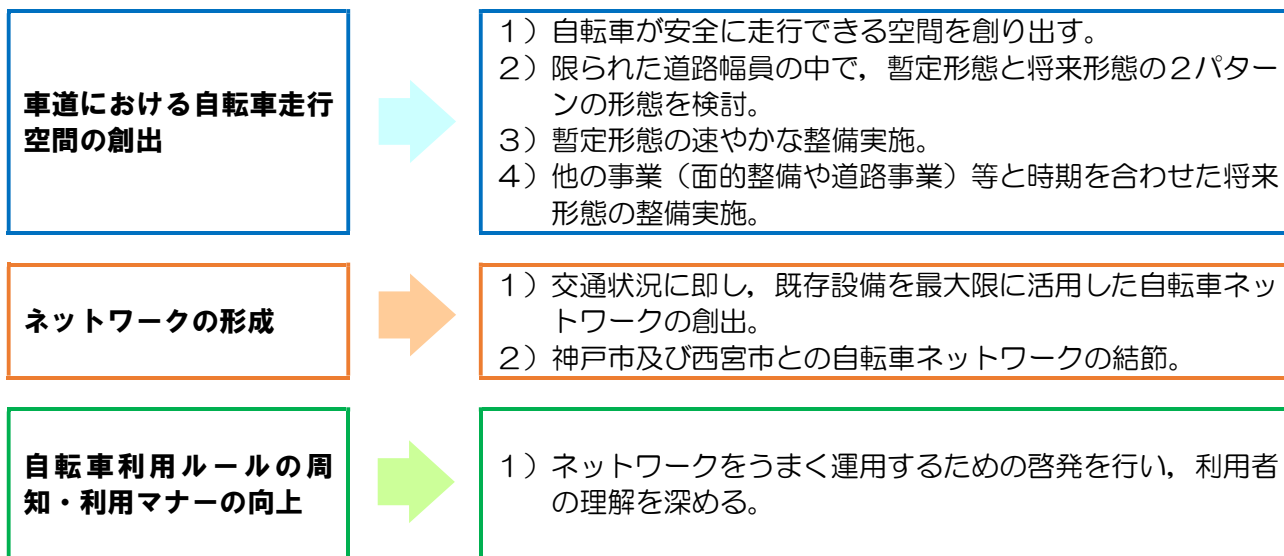 車道における自転車走行
空間の創出
１）自転車が安全に走行できる空間を創り出す。
２）限られた道路幅員の中で，暫定形態と将来形態の２パター
ンの形態を検討。
３）暫定形態の速やかな整備実施。
４）他の事業（面的整備や道路事業）等と時期を合わせた将来
形態の整備実施。
ネットワークの形成
１）交通状況に即し，既存設備を最大限に活用した自転車ネッ
トワークの創出。
２）神戸市及び西宮市との自転車ネットワークの結節。
自転車利用ルールの周
知・利用マナーの向上
１）ネットワークをうまく運用するための啓発を行い，利用者
の理解を深める。